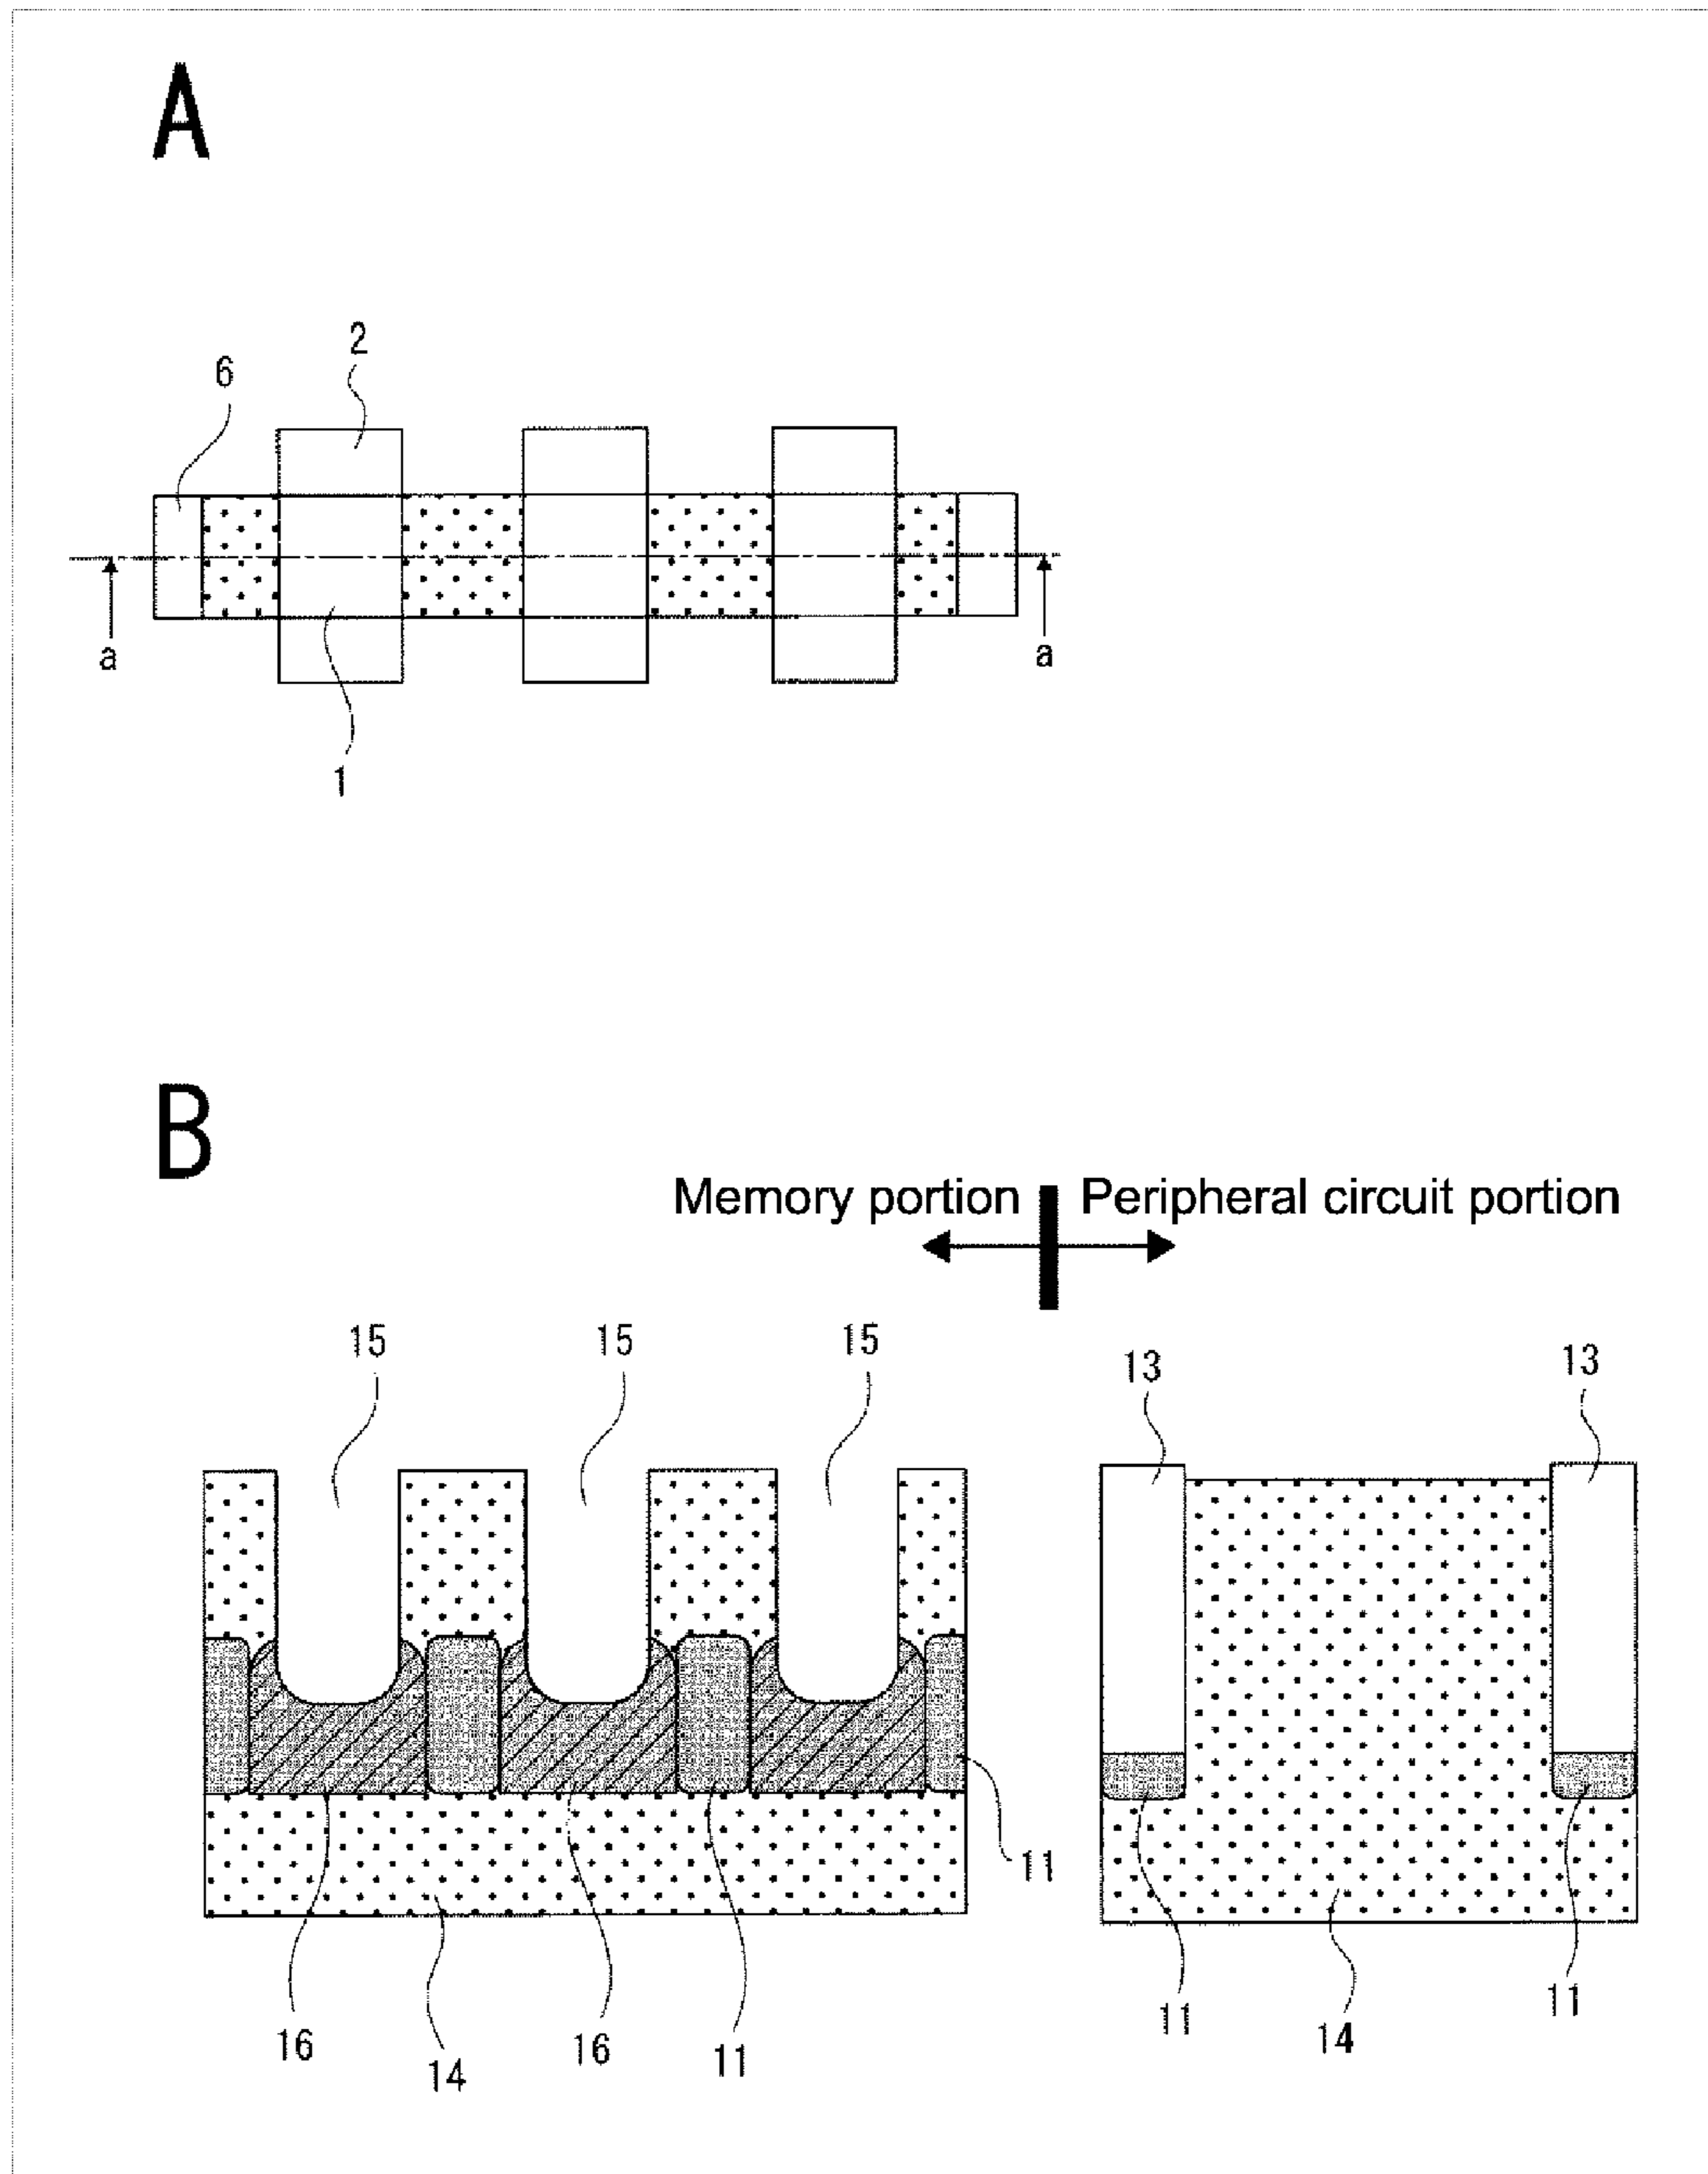 A
2
6
a a
1
B
Memory portion Peripheral circuit portion
15 15 15 13 13
11
16 14 16 11 11 14 11